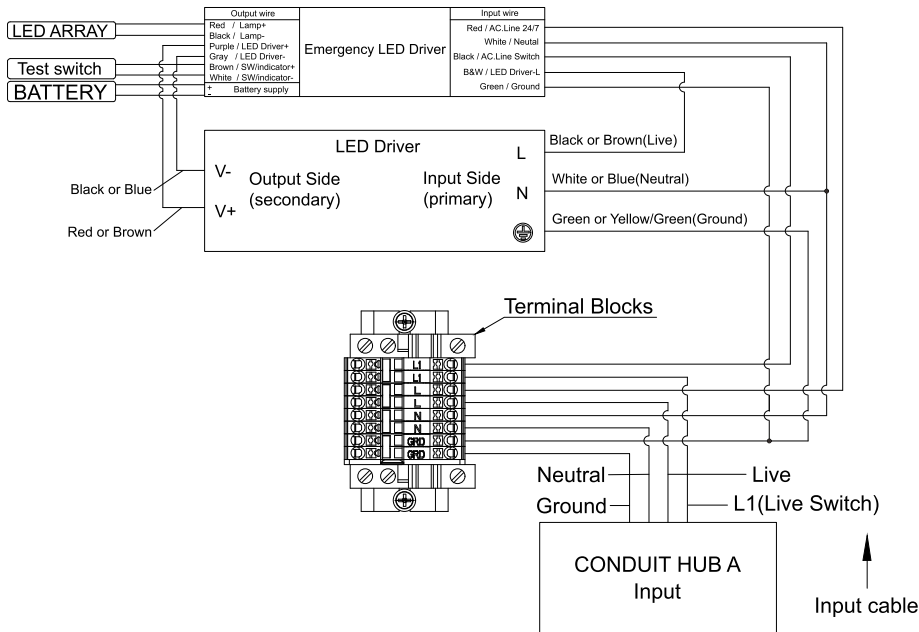 Output wire
Input wire
LED ARRAY
Red / Lamp+
Black / Lamp-
Purple / LED Driver+
Gray / LED Driver-
Brown / SW/indicator+
White / SW/indicator-
+
-
Battery supply
Test switch
BATTERY
Emergency LED Driver
Red / AC.Line 24/7
White / Neutal
Black / AC.Line Switch
B&W / LED Driver-L
Green / Ground
LED Driver
V-
V+
Output Side
(secondary)
Input Side
(primary)
L
N
Black or Brown(Live)
White or Blue(Neutral)
Green or Yellow/Green(Ground)
Black or Blue
Red or Brown
Terminal Blocks
L1
L1
L
L
N
N
GRD
GRD
Neutral
Live
Ground
L1(Live Switch)
CONDUIT HUB A
Input
Input cable